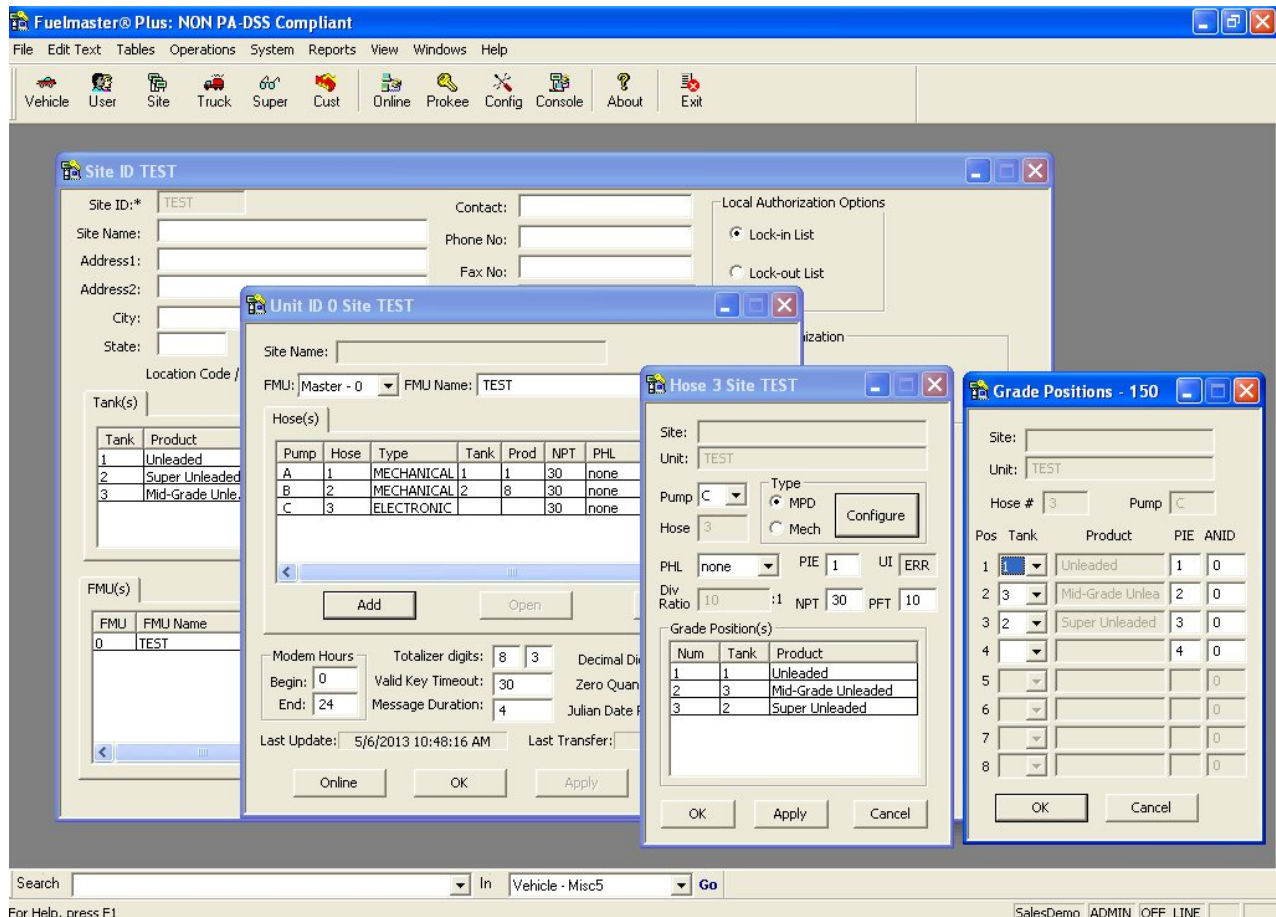 Fuelmaster® Plus: NON PA-DSS Compliant
File Edit Text Tables Operations System Reports View Windows Help
Vehicle User Site Truck Super Cust Online Prokee Config Console About Exit
Site ID TEST
Site ID:* TEST
Site Name:
Address1:
Address2:
City:
State:
Location Code /
Contact:
Phone No:
Fax No:
Local Authorization Options
Lock-in List
Lock-out List
ization
Tank(s)
Tank Product
1 Unleaded
2 Super Unleaded
3 Mid-Grade Unle.
FMU(s)
FMU FMU Name
0 TEST
Unit ID 0 Site TEST
Site Name:
FMU: Master - 0 FMU Name: TEST
Hose(s)
Pump Hose Type Tank Prod NPT PHL
A 1 MECHANICAL 1 1 30 none
B 2 MECHANICAL 2 8 30 none
C 3 ELECTRONIC 30 none
Add Open
Modem Hours
Begin: 0
End: 24
Totalizer digits: 8 3
Valid Key Timeout: 30
Message Duration: 4
Decimal Di
Zero Quan
Julian Date
Last Update: 5/6/2013 10:48:16 AM Last Transfer:
Online OK Apply
Hose 3 Site TEST
Site:
Unit: TEST
Pump C
Hose 3
Type
MPD
Mech
Configure
PHL none PIE 1 UI ERR
Div Ratio 10 :1 NPT 30 PFT 10
Grade Position(s)
Num Tank Product
1 1 Unleaded
2 3 Mid-Grade Unleaded
3 2 Super Unleaded
OK Apply Cancel
Grade Positions - 150
Site:
Unit: TEST
Hose # 3 Pump C
Pos Tank Product PIE ANID
1 1 Unleaded 1 0
2 3 Mid-Grade Unlea 2 0
3 2 Super Unleaded 3 0
4 4 0
5 0
6 0
7 0
8 0
OK Cancel
Search In Vehicle - Misc5 Go
For Help, press F1
SalesDemo ADMIN OFF LINE